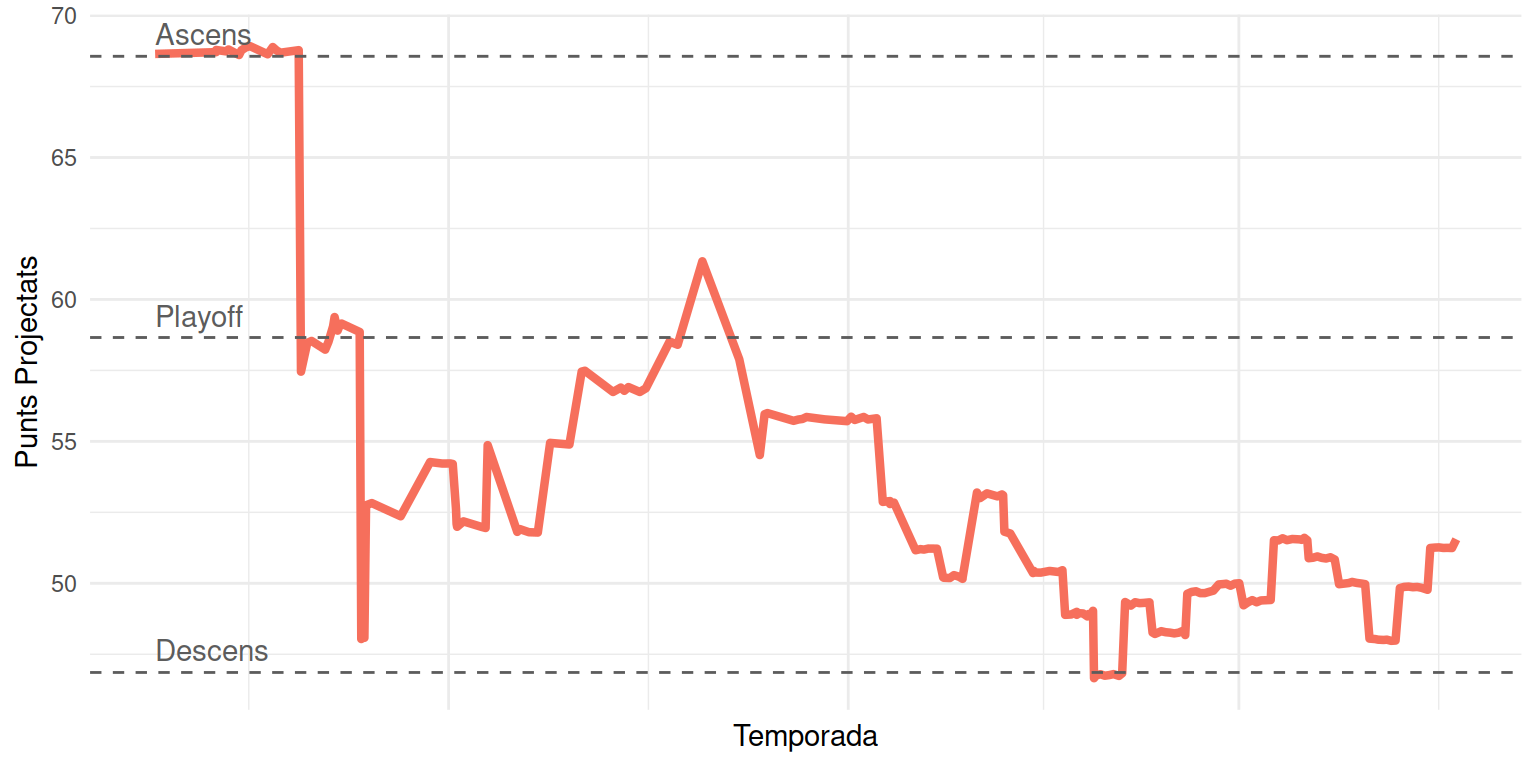 70
Ascens
65
Punts Projectats
60
Playoff
55
50
Descens
Temporada